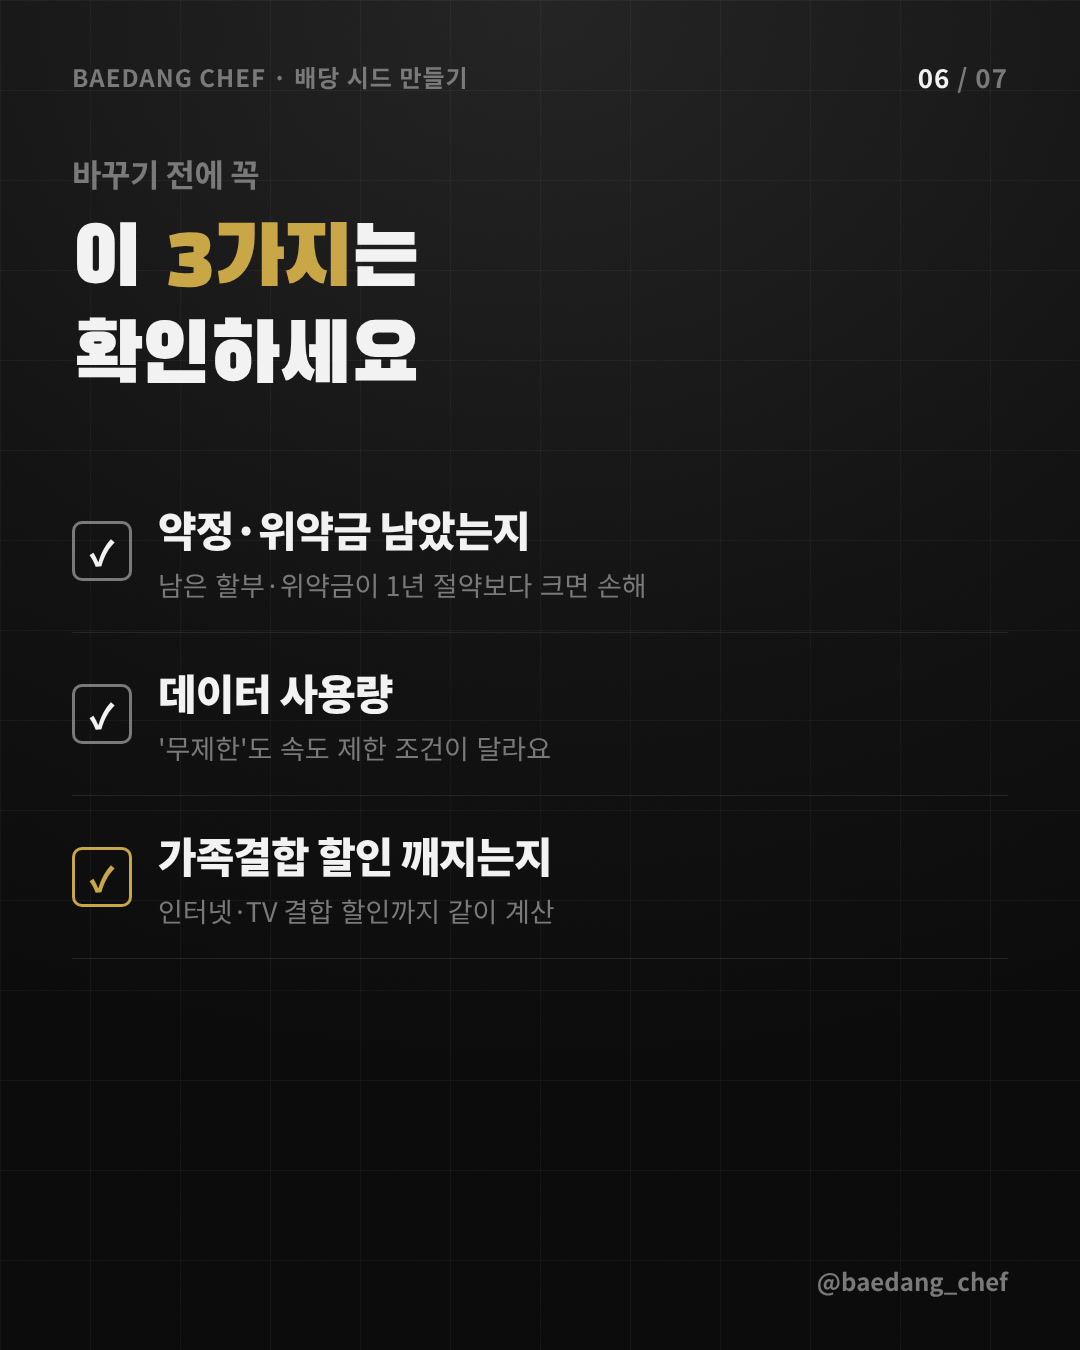 BAEDANG CHEF · 배당 시드 만들기
06 / 07
바꾸기 전에 꼭
이 3가지는
확인하세요
약정·위약금 남았는지
남은 할부·위약금이 1년 절약보다 크면 손해
데이터 사용량
'무제한'도 속도 제한 조건이 달라요
가족결합 할인 깨지는지
인터넷·TV 결합 할인까지 같이 계산
@baedang_chef